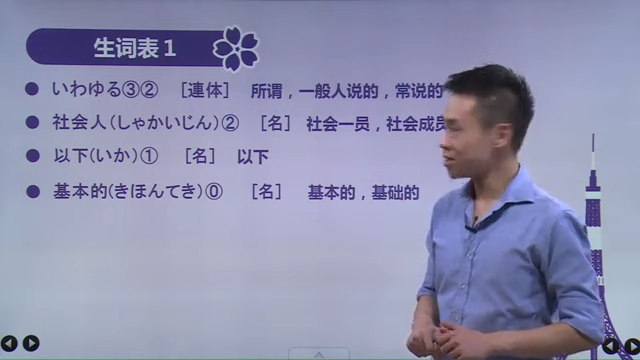 生词表1
いわゆる③② ［連体］ 所谓，一般人说的，常说的
社会人(しゃかいじん)② ［名］ 社会一员，社会成员
以下(いか)① ［名］ 以下
基本的(きほんてき)⓪ ［名］ 基本的，基础的